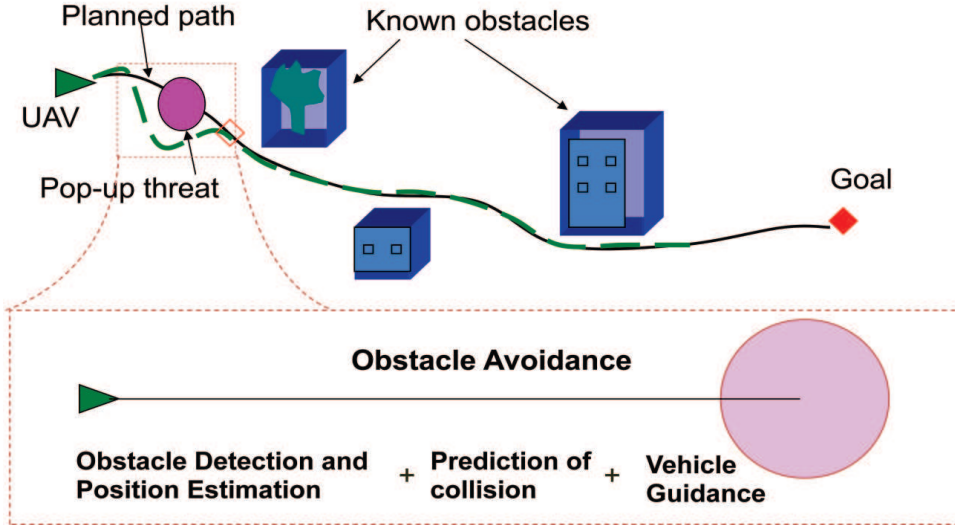 Planned path
Known obstacles
UAV
Pop-up threat
Goal
Obstacle Avoidance
Obstacle Detection and
Position Estimation
+
Prediction of
collision
+
Vehicle
Guidance